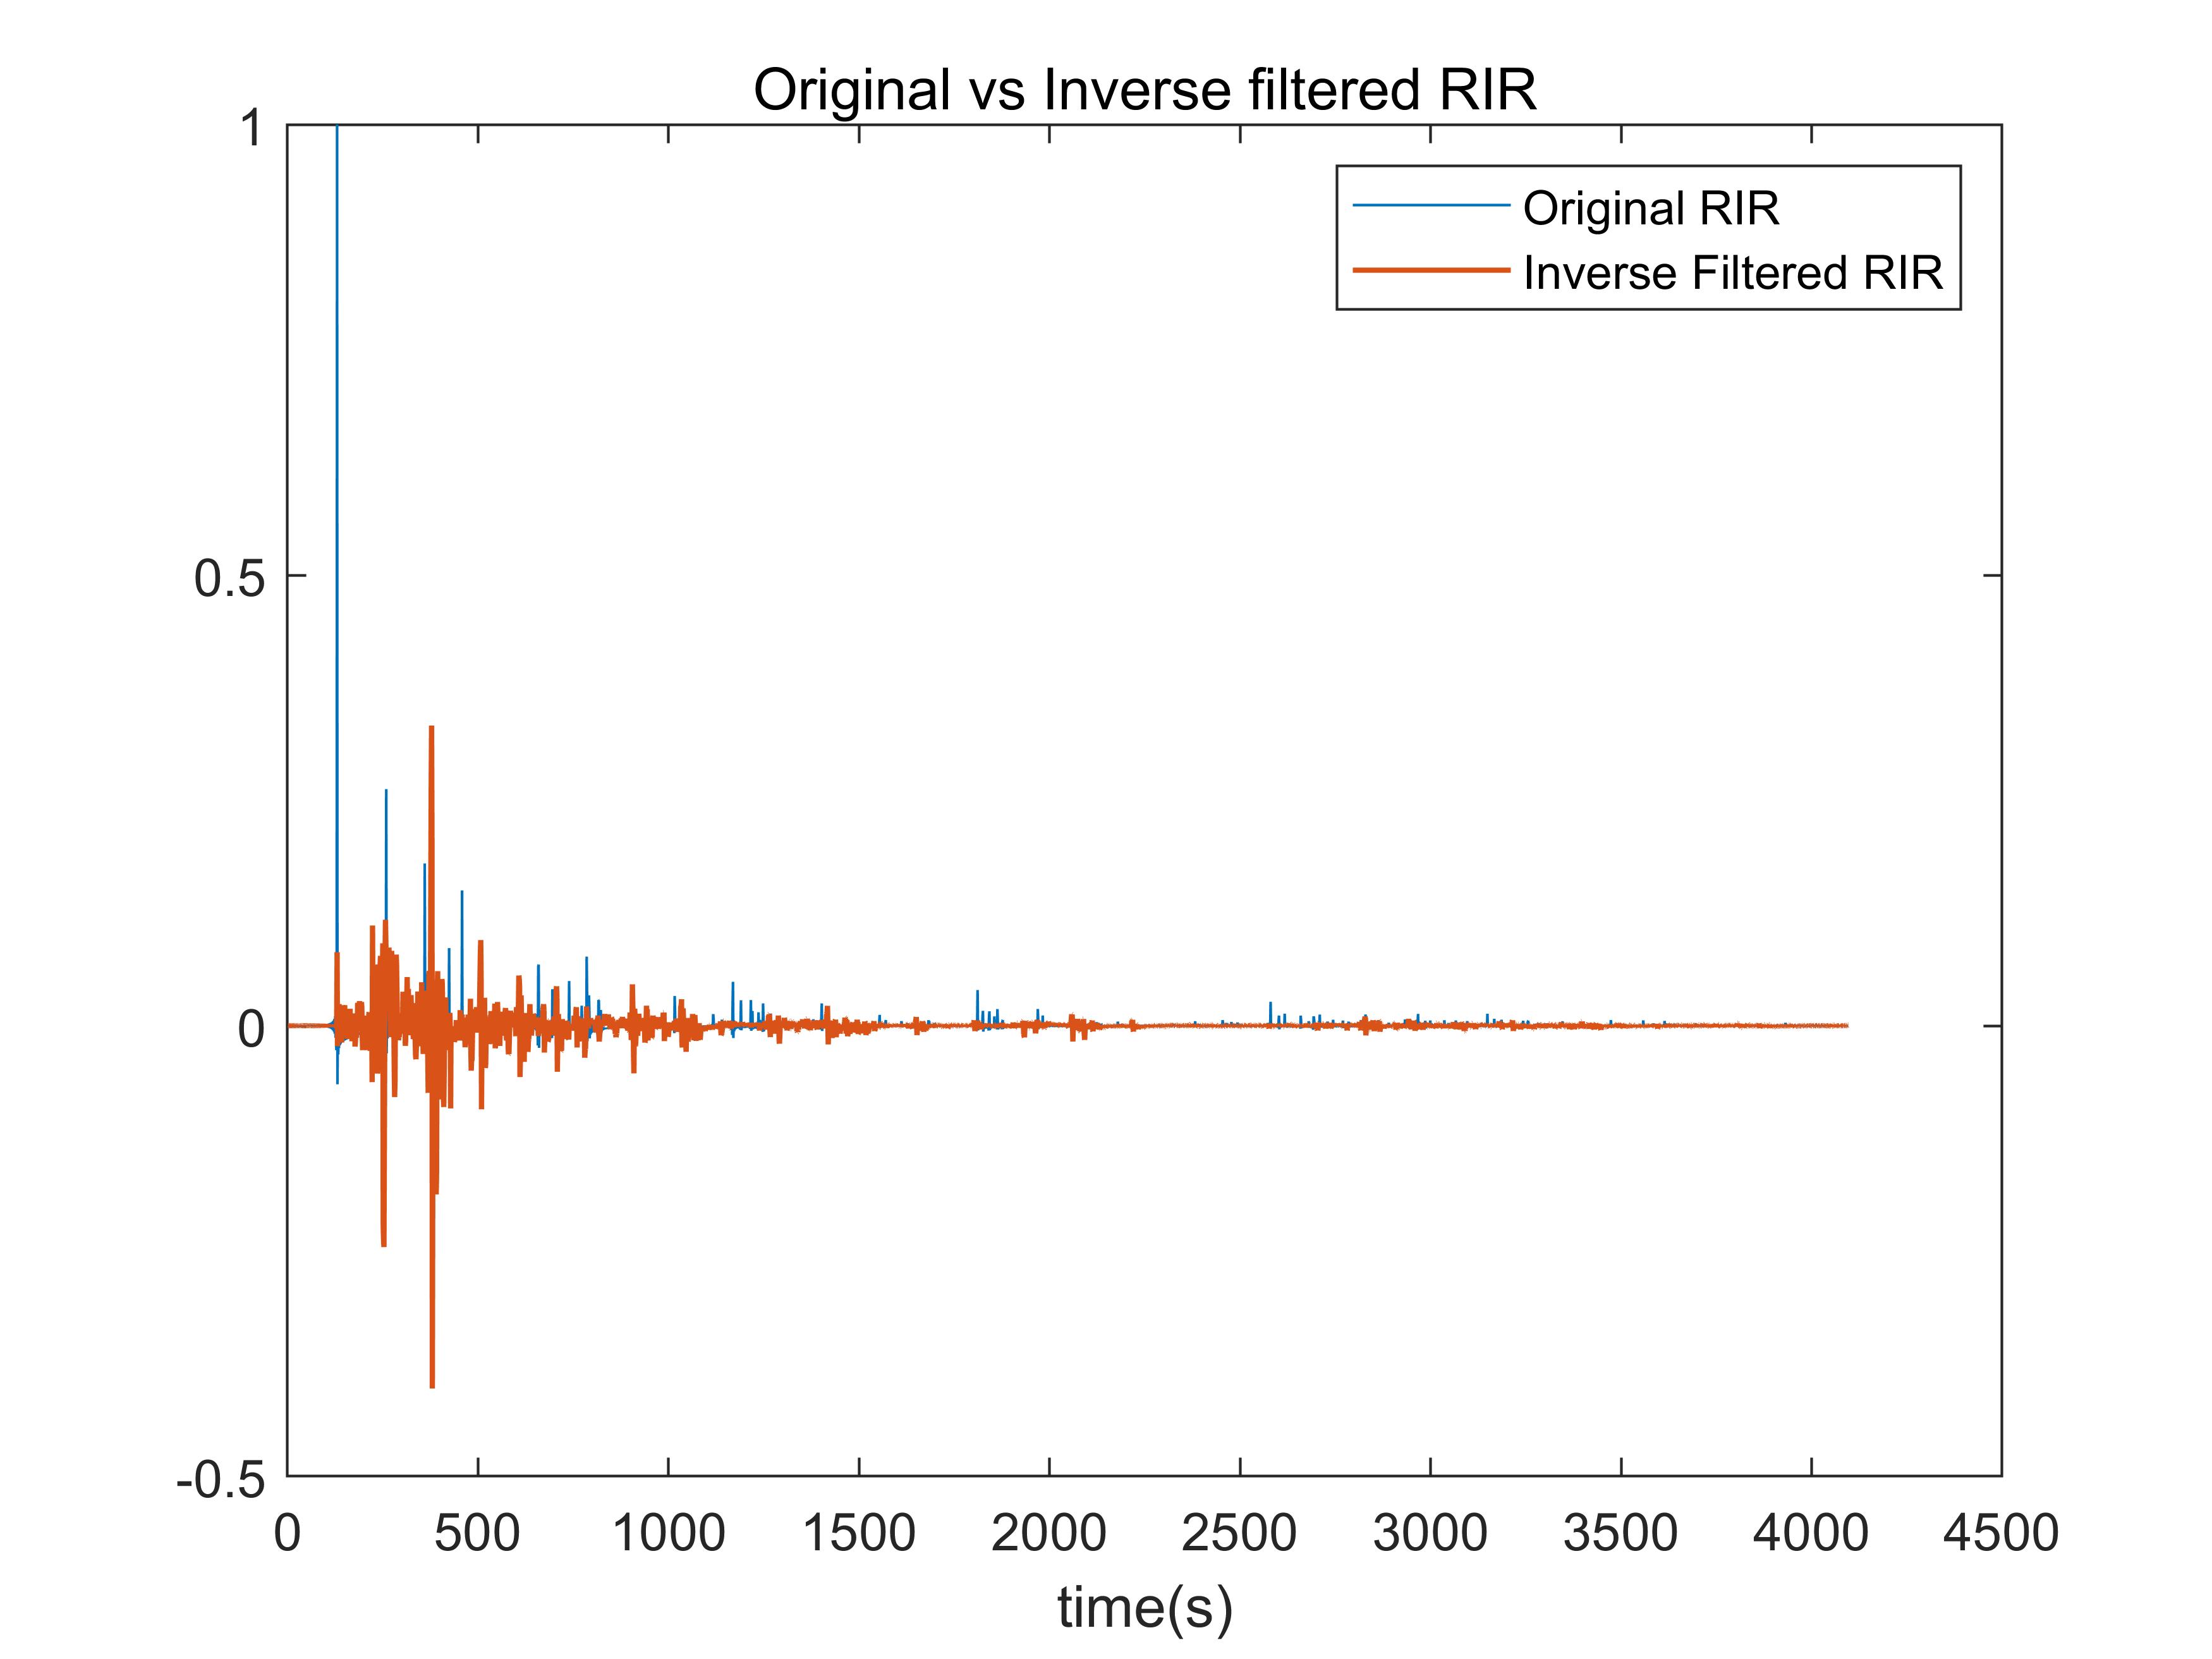 Original vs Inverse filtered RIR
1
Original RIR
Inverse Filtered RIR
0.5
0
-0.5
0 500 1000 1500 2000 2500 3000 3500 4000 4500
time(s)